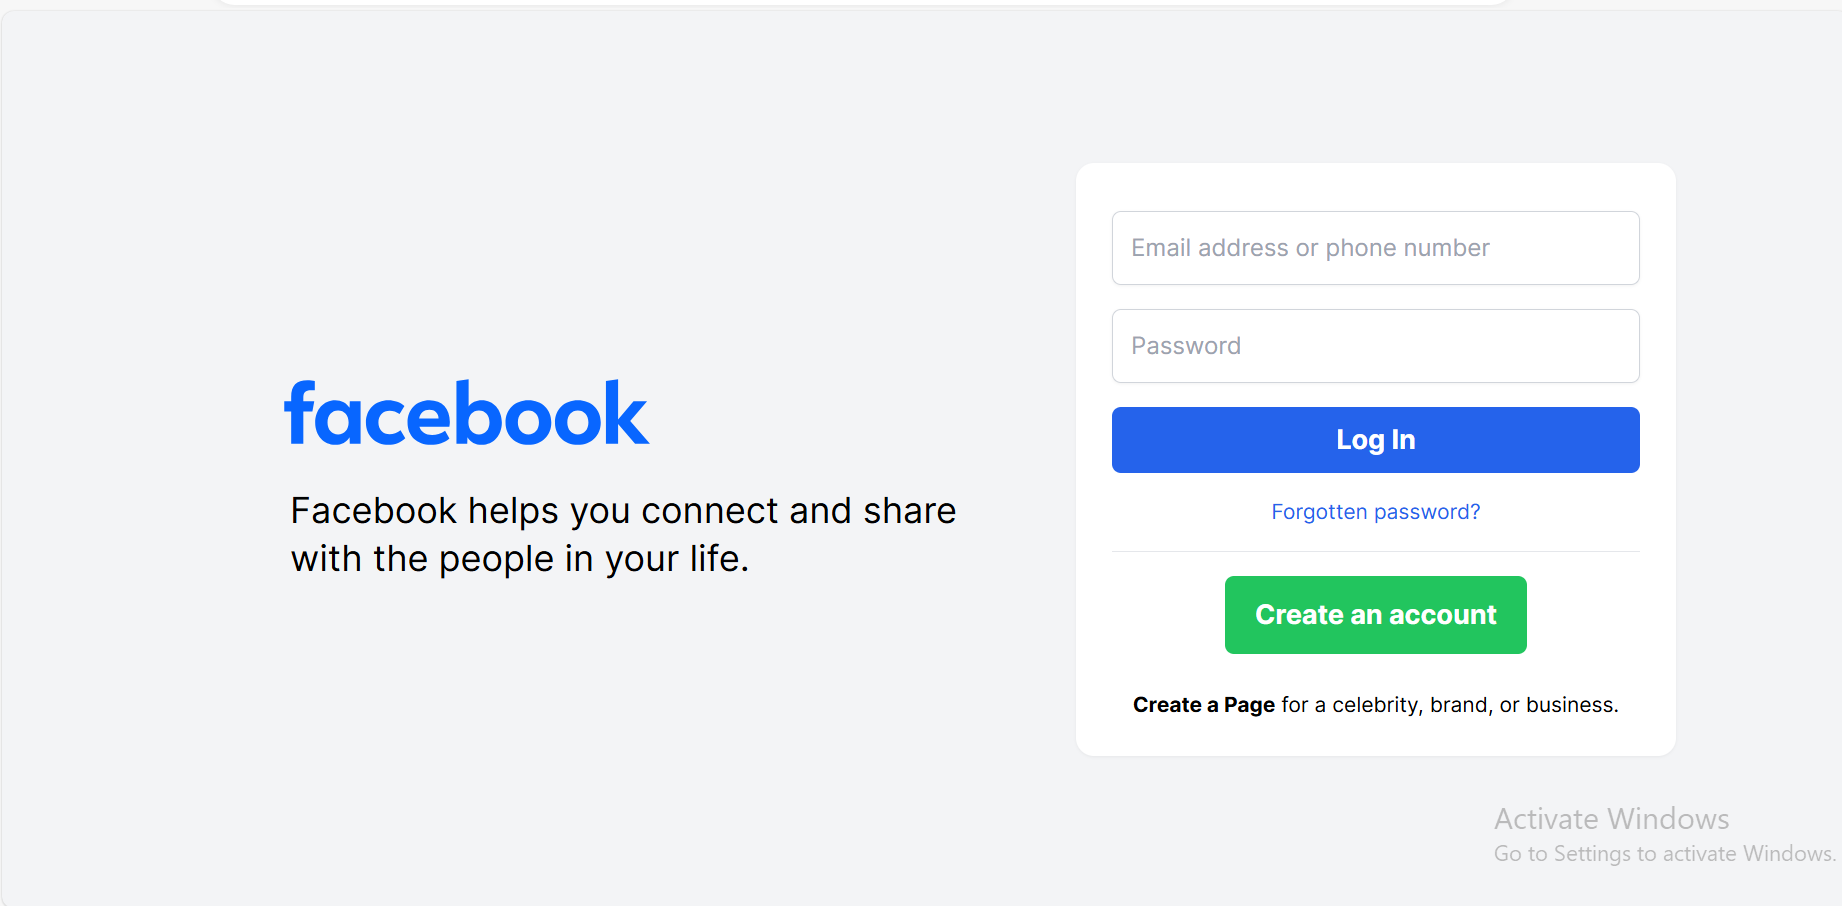 facebook
Facebook helps you connect and share
with the people in your life.
Email address or phone number
Password
Log In
Forgotten password?
Create an account
Create a Page for a celebrity, brand, or business.
Activate Windows
Go to Settings to activate Windows.